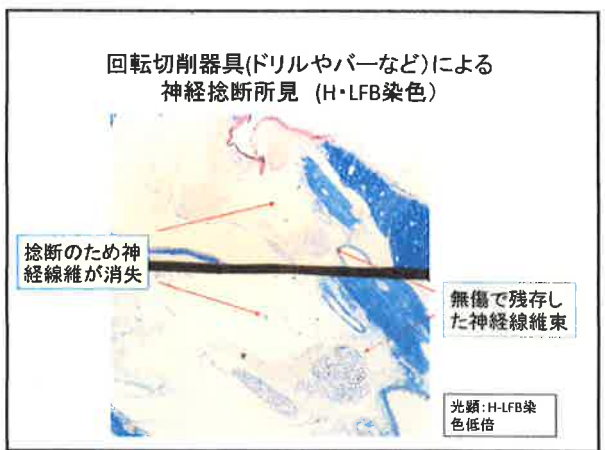 回転切削器具(ドリルやバーなど)による
神経捻断所見 (H・LFB染色)
捻断のため神
経線維が消失
無傷で残存し
た神経線維束
光顕:H-LFB染
色低倍